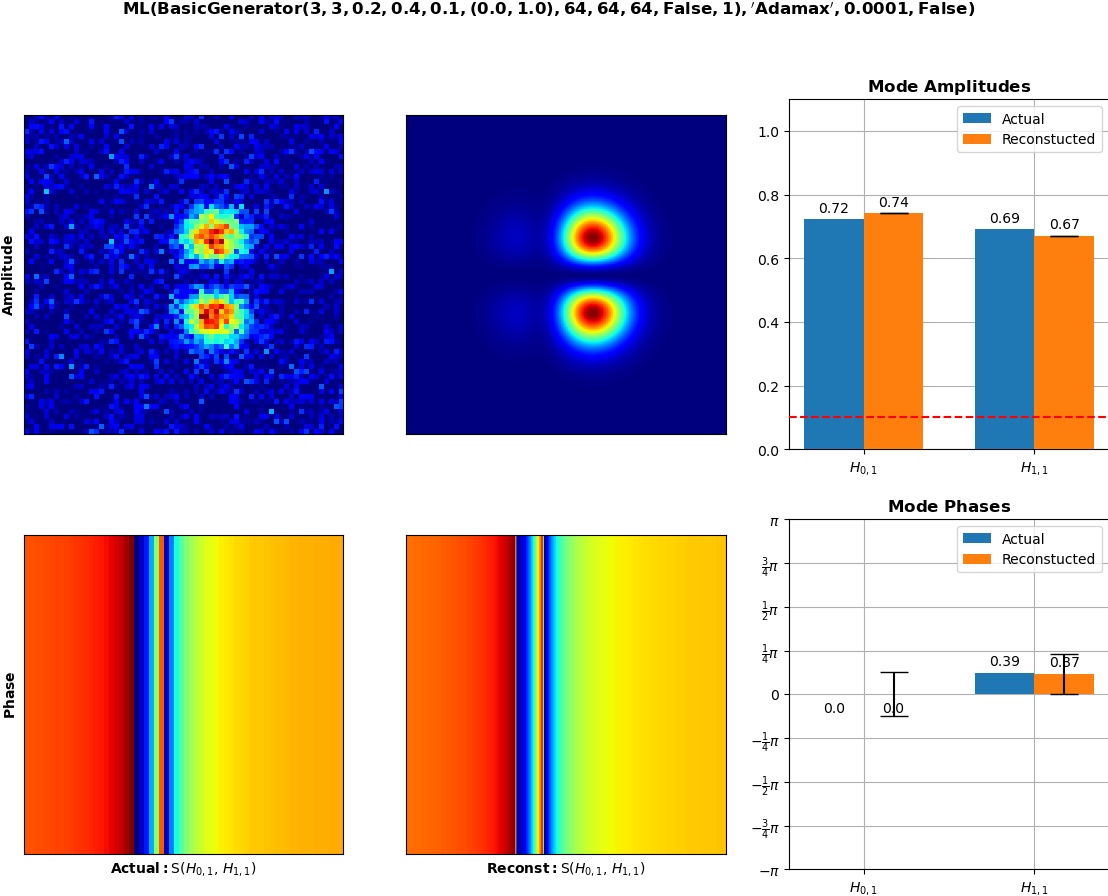 ML(BasicGenerator(3, 3, 0.2, 0.4, 0.1, (0.0, 1.0), 64, 64, 64, False, 1), 'Adamax', 0.0001, False)
Amplitude
Mode Amplitudes
Actual
Reconstucted
1.0
0.8
0.6
0.4
0.2
0.0
0.72
0.74
0.69
0.67
H0,1
H1,1
Phase
Actual: S(H0,1, H1,1)
Reconst: S(H0,1, H1,1)
Mode Phases
Actual
Reconstucted
π
3/4π
1/2π
1/4π
0
−1/4π
−1/2π
−3/4π
−π
0.0
0.0
0.39
0.37
H0,1
H1,1